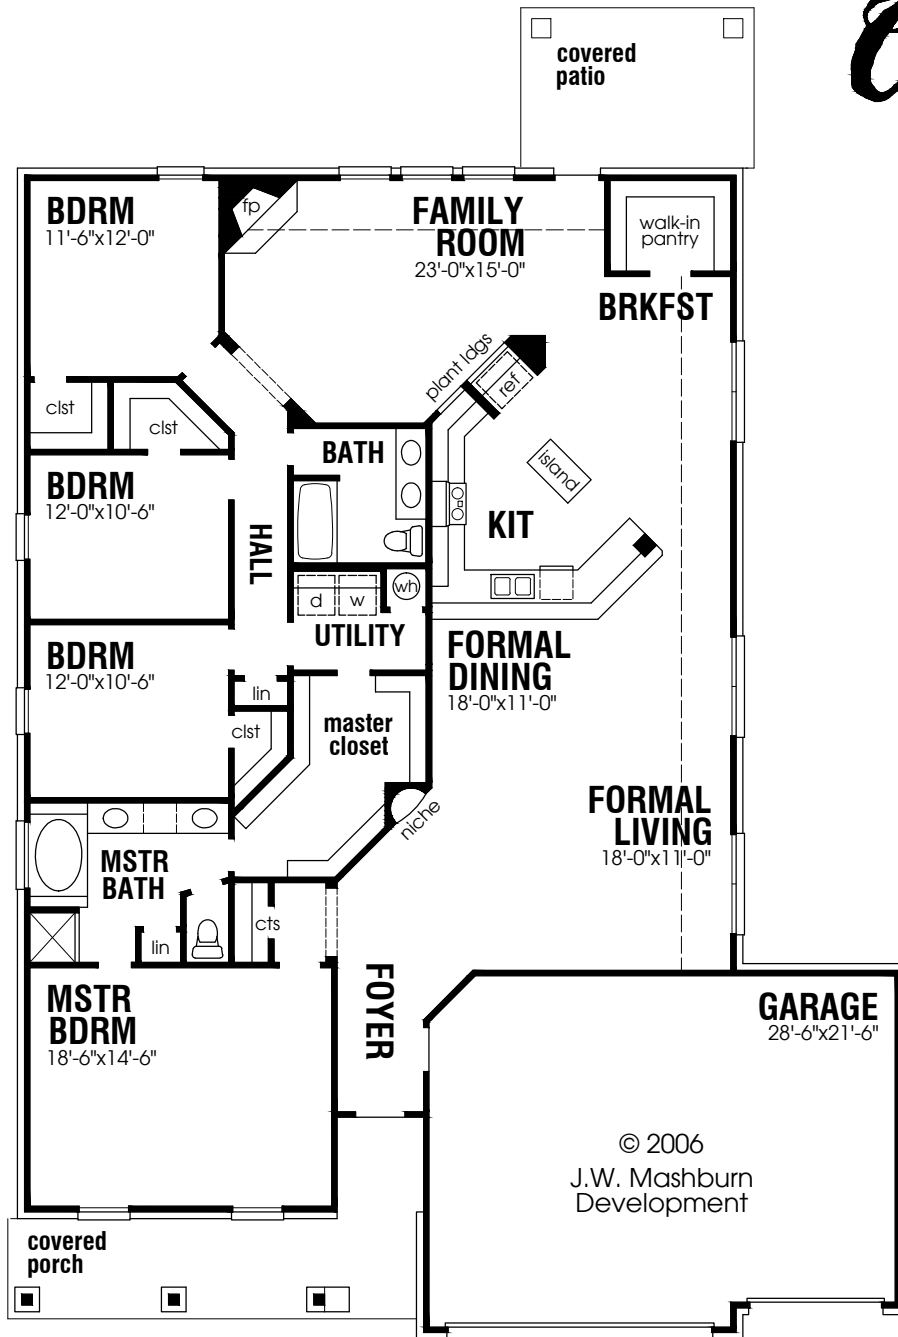 covered
patio
BDRM
11'-6"x12'-0"
fp
FAMILY
ROOM
23'-0"x15'-0"
walk-in
pantry
BRKFST
plant ldgs
ref
clst
clst
BATH
island
BDRM
12'-0"x10'-6"
KIT
HALL
d
w
wh
UTILITY
BDRM
12'-0"x10'-6"
FORMAL
DINING
18'-0"x11'-0"
lin
clst
master
closet
niche
FORMAL
LIVING
18'-0"x11'-0"
MSTR
BATH
lin
cts
FOYER
MSTR
BDRM
18'-6"x14'-6"
GARAGE
28'-6"x21'-6"
© 2006
J.W. Mashburn
Development
covered
porch